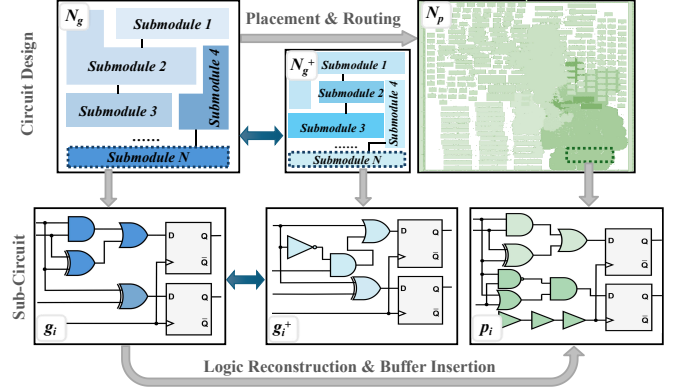 Circuit Design
N_g
Submodule 1
Submodule 2
Submodule 3
Submodule 4
......
Submodule N
Placement & Routing
N_g^+
Submodule 1
Submodule 2
Submodule 3
Submodule 4
......
Submodule N
N_p
Sub-Circuit
D Q
Q̅
D Q
Q̅
g_i
D Q
Q̅
D Q
Q̅
g_i^+
D Q
Q̅
D Q
Q̅
p_i
Logic Reconstruction & Buffer Insertion